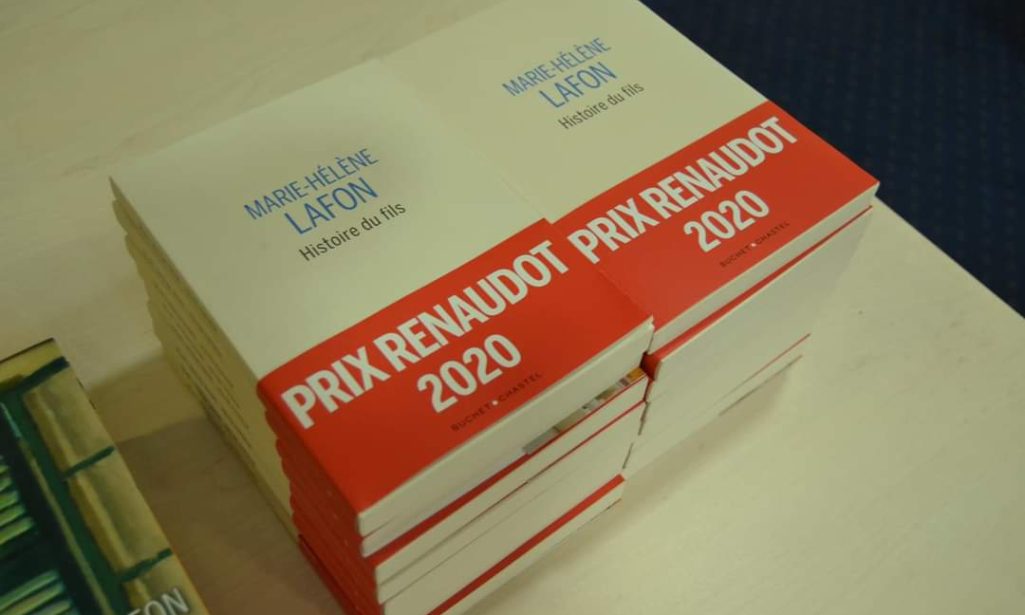 MARIE-HÉLÈNE
LAFON
Histoire du fils
PRIX RENAUDOT
2020
BUCHET • CHASTEL
MARIE-HÉLÈNE
LAFON
Histoire du fils
PRIX RENAUDOT
2020
BUCHET • CHASTEL